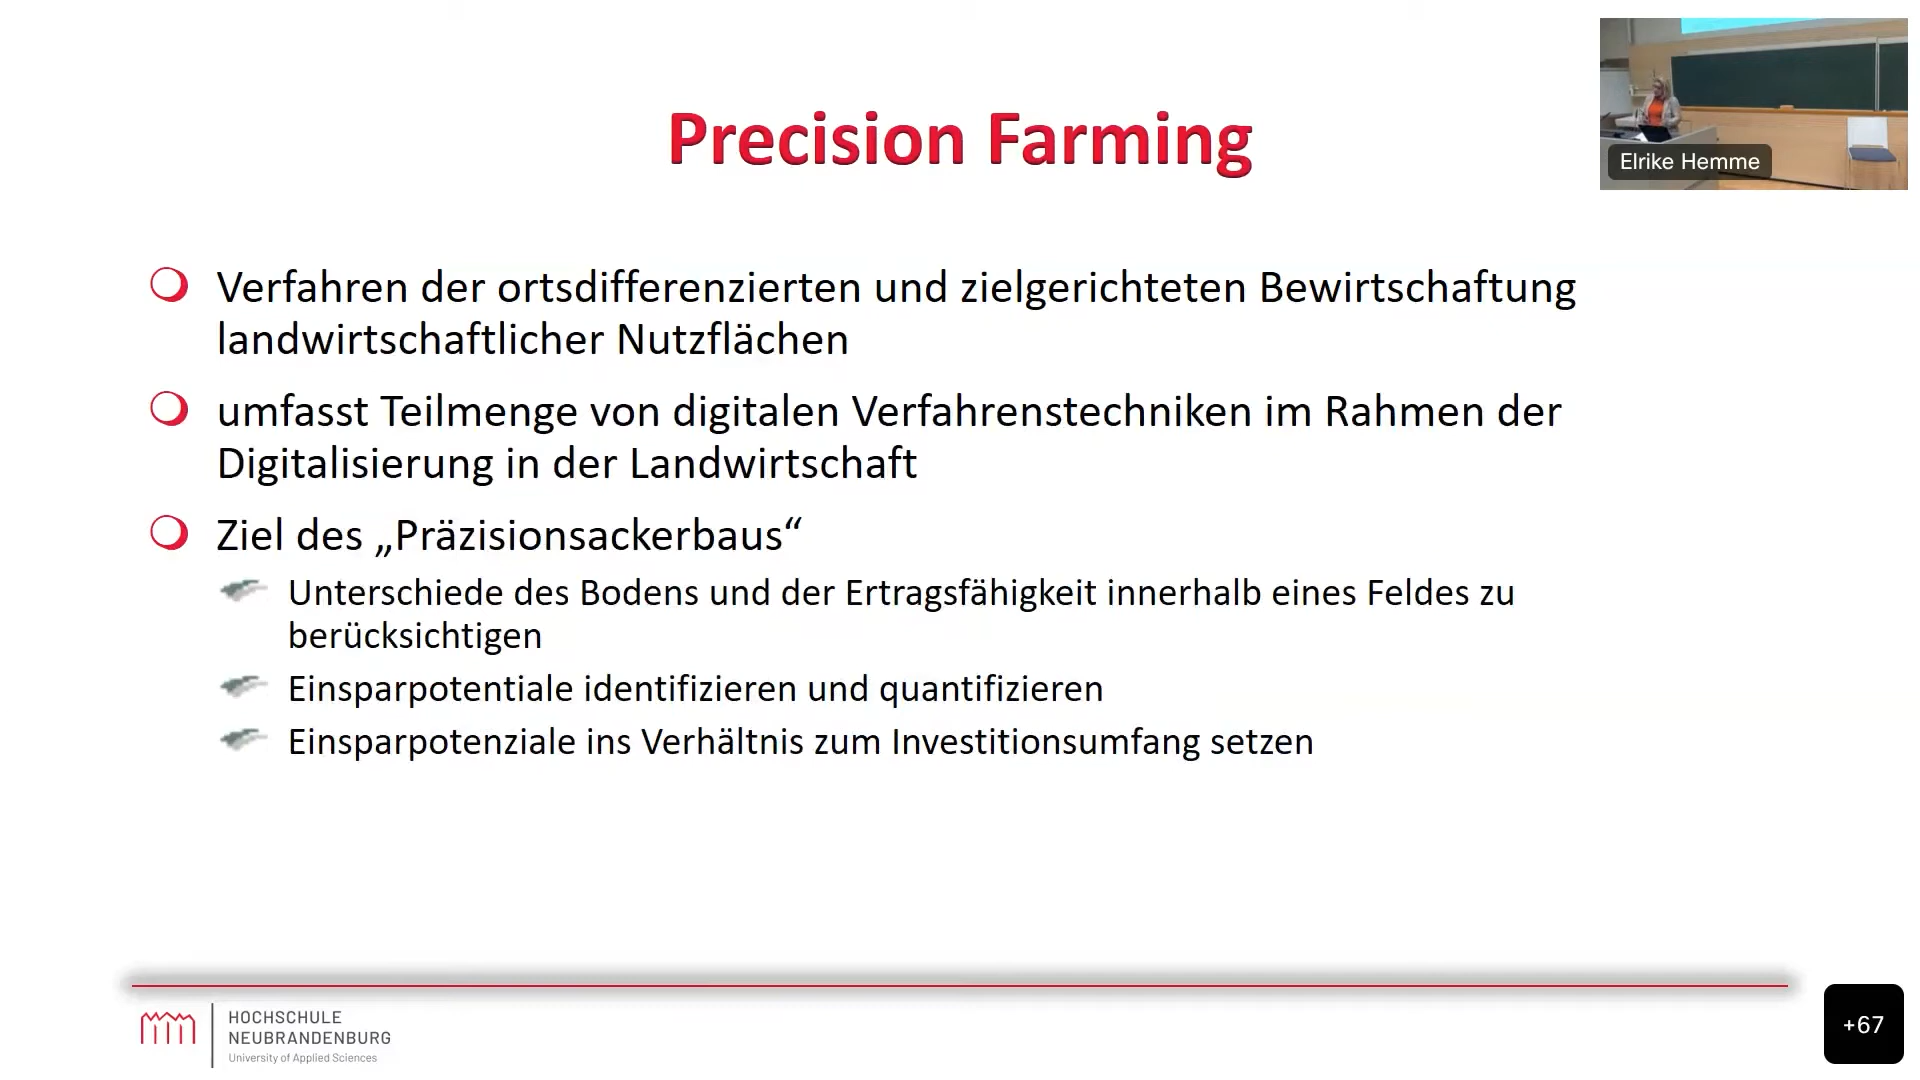 Precision Farming
Elrike Hemme
Verfahren der ortsdifferenzierten und zielgerichteten Bewirtschaftung
landwirtschaftlicher Nutzflächen
umfasst Teilmenge von digitalen Verfahrenstechniken im Rahmen der
Digitalisierung in der Landwirtschaft
Ziel des „Präzisionsackerbaus“
Unterschiede des Bodens und der Ertragsfähigkeit innerhalb eines Feldes zu
berücksichtigen
Einsparpotentiale identifizieren und quantifizieren
Einsparpotenziale ins Verhältnis zum Investitionsumfang setzen
HOCHSCHULE
NEUBRANDENBURG
University of Applied Sciences
+67